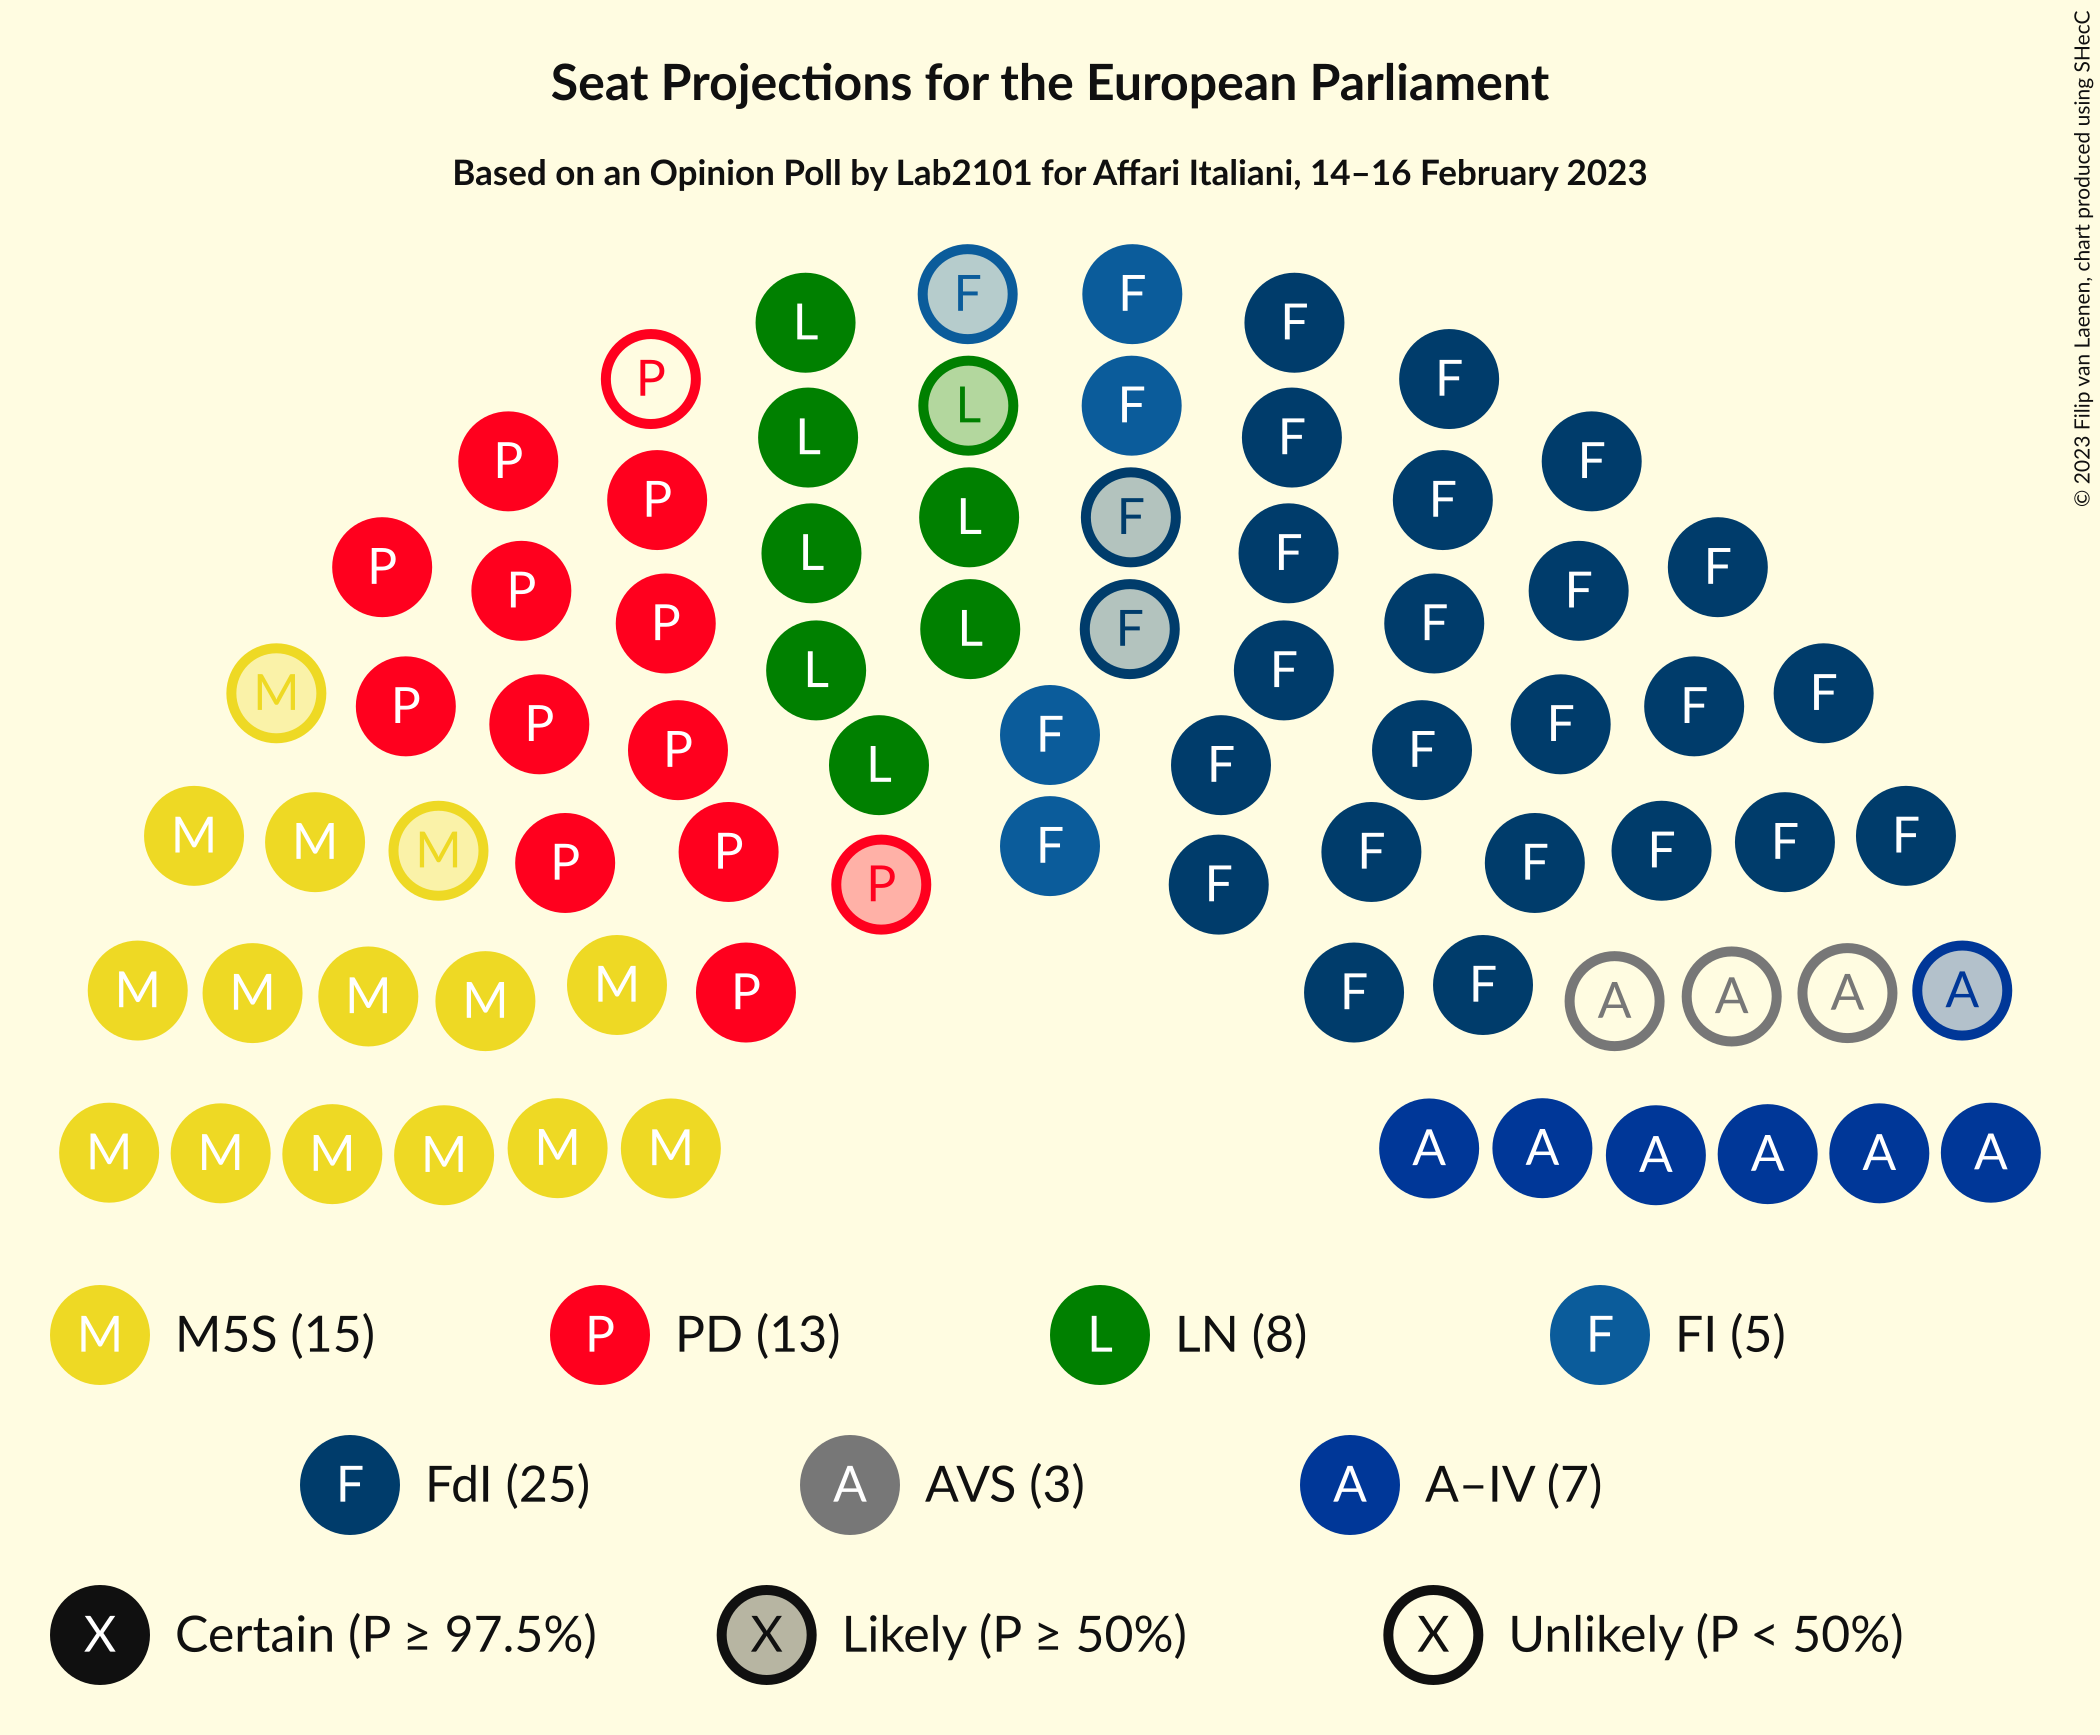 Seat Projections for the European Parliament
Based on an Opinion Poll by Lab2101 for Affari Italiani, 14–16 February 2023
© 2023 Filip van Laenen, chart produced using SHecC
F F
L F
P F
L F
P L F F
P P L F F F
L F
P P F F
P P L F F F
M P F F
P P L F F F
P P F F F
M M M P P F F F F F
P F
M M M M M P F F A A A A
M M M M M M A A A A A A
M M5S (15) P PD (13) L LN (8) F FI (5)
F FdI (25) A AVS (3) A A–IV (7)
X Certain (P ≥ 97.5%) X Likely (P ≥ 50%) X Unlikely (P < 50%)